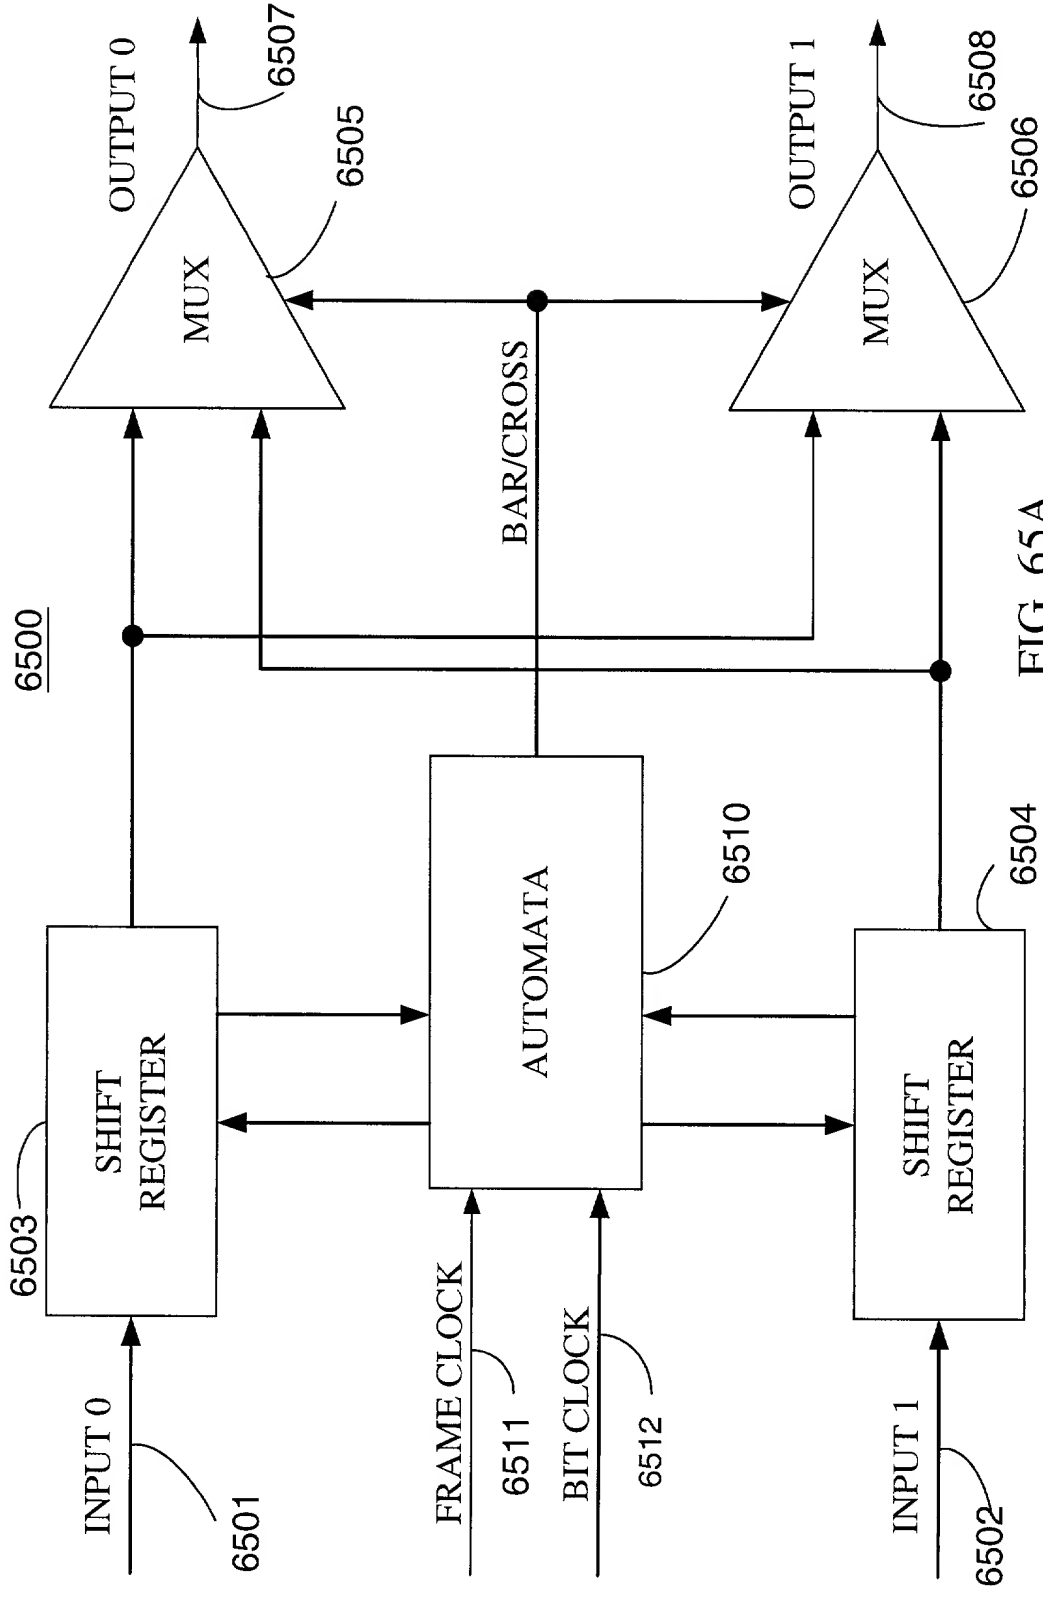 6500
INPUT 0
6501
6503
SHIFT
REGISTER
OUTPUT 0
MUX
6505
6507
FRAME CLOCK
6511
BIT CLOCK
6512
AUTOMATA
6510
BAR/CROSS
INPUT 1
6502
SHIFT
REGISTER
6504
OUTPUT 1
MUX
6506
6508
FIG. 65A